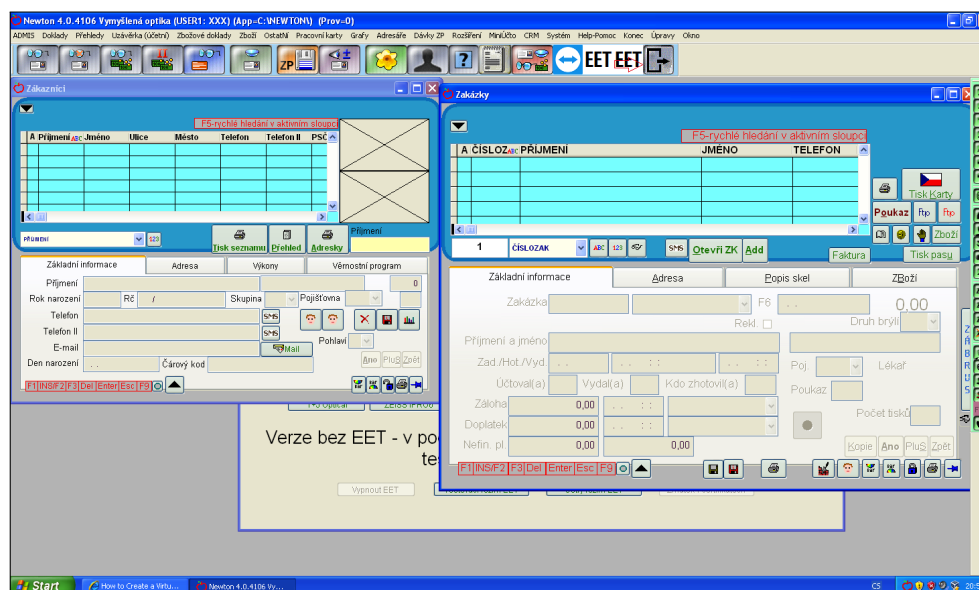 Newton 4.0.4106 Vymyšlená optika (USER1: XXX) (App=C:\NEWTON\) (Prov=0)
ADMIS Doklady Přehledy Uzávěrka (účetní) Zbožové doklady Zboží Ostatní Pracovní karty Grafy Adresáře Dávky ZP Rozšíření MiniÚčto CRM Systém Help-Pomoc Konec Úpravy Okno
ZP ? EET EET
Zákazníci
F5-rychlé hledání v aktivním sloupci
A Příjmení ABC Jméno Ulice Město Telefon Telefon II PSČ
PŘÍJMENÍ 123 Tisk seznamu Přehled Adresky Příjmení
Základní informace Adresa Výkony Věrnostní program
Příjmení 0
Rok narození Rč / Skupina Pojišťovna
Telefon SMS
Telefon II SMS Pohlaví
E-mail Mail
Den narození . . Čárový kod Ano PluS Zpět
F1 INS/F2 F3 Del Enter Esc F9
Zakázky
F5-rychlé hledání v aktivním sloupci
A ČÍSLOZ ABC PŘÍJMENÍ JMÉNO TELEFON
Tisk Karty
Poukaz Ftp Ftp
Zboží
1 ČÍSLOZAK ABC 123 SMS Otevři ZK Add Faktura Tisk pasu
Základní informace Adresa Popis skel ZBoží
Zakázka F6 . . 0,00
Rekl. Druh brýlí
Příjmení a jméno
Zad./Hot./Vyd. . . : : . . Poj. Lékař
Účtoval(a) Vydal(a) Kdo zhotovil(a) Poukaz
Záloha 0,00 . . : : Počet tisků
Doplatek 0,00 . . : :
Nefin. pl. 0,00 0,00 Kopie Ano PluS Zpět
F1 INS/F2 F3 Del Enter Esc F9
Verze bez EET - v po
tes
Vypnout EET
Start How to Create a Virtu... Newton 4.0.4106 Vy... CS